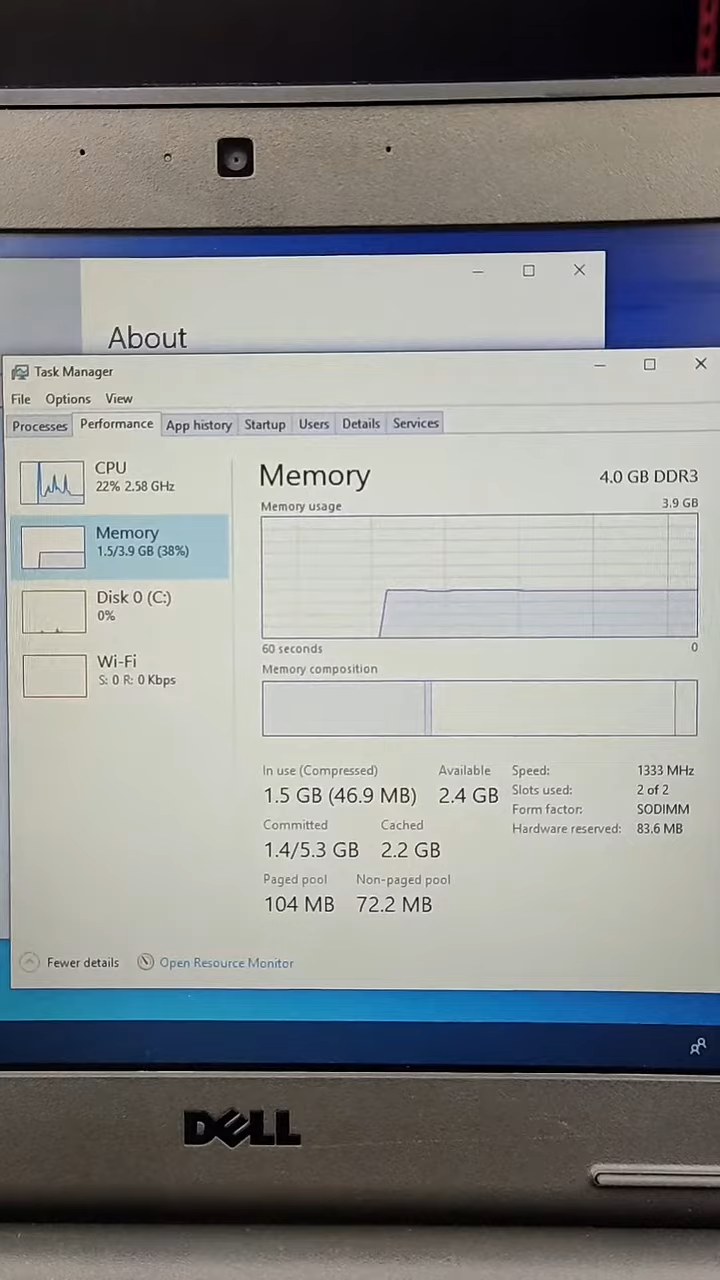 About
Task Manager
File Options View
Processes Performance App history Startup Users Details Services
CPU
22% 2.58 GHz
Memory
1.5/3.9 GB (38%)
Disk 0 (C:)
0%
Wi-Fi
S: 0 R: 0 Kbps
Memory 4.0 GB DDR3
Memory usage 3.9 GB
60 seconds 0
Memory composition
In use (Compressed) Available
1.5 GB (46.9 MB) 2.4 GB
Committed Cached
1.4/5.3 GB 2.2 GB
Paged pool Non-paged pool
104 MB 72.2 MB
Speed: 1333 MHz
Slots used: 2 of 2
Form factor: SODIMM
Hardware reserved: 83.6 MB
Fewer details Open Resource Monitor
DELL